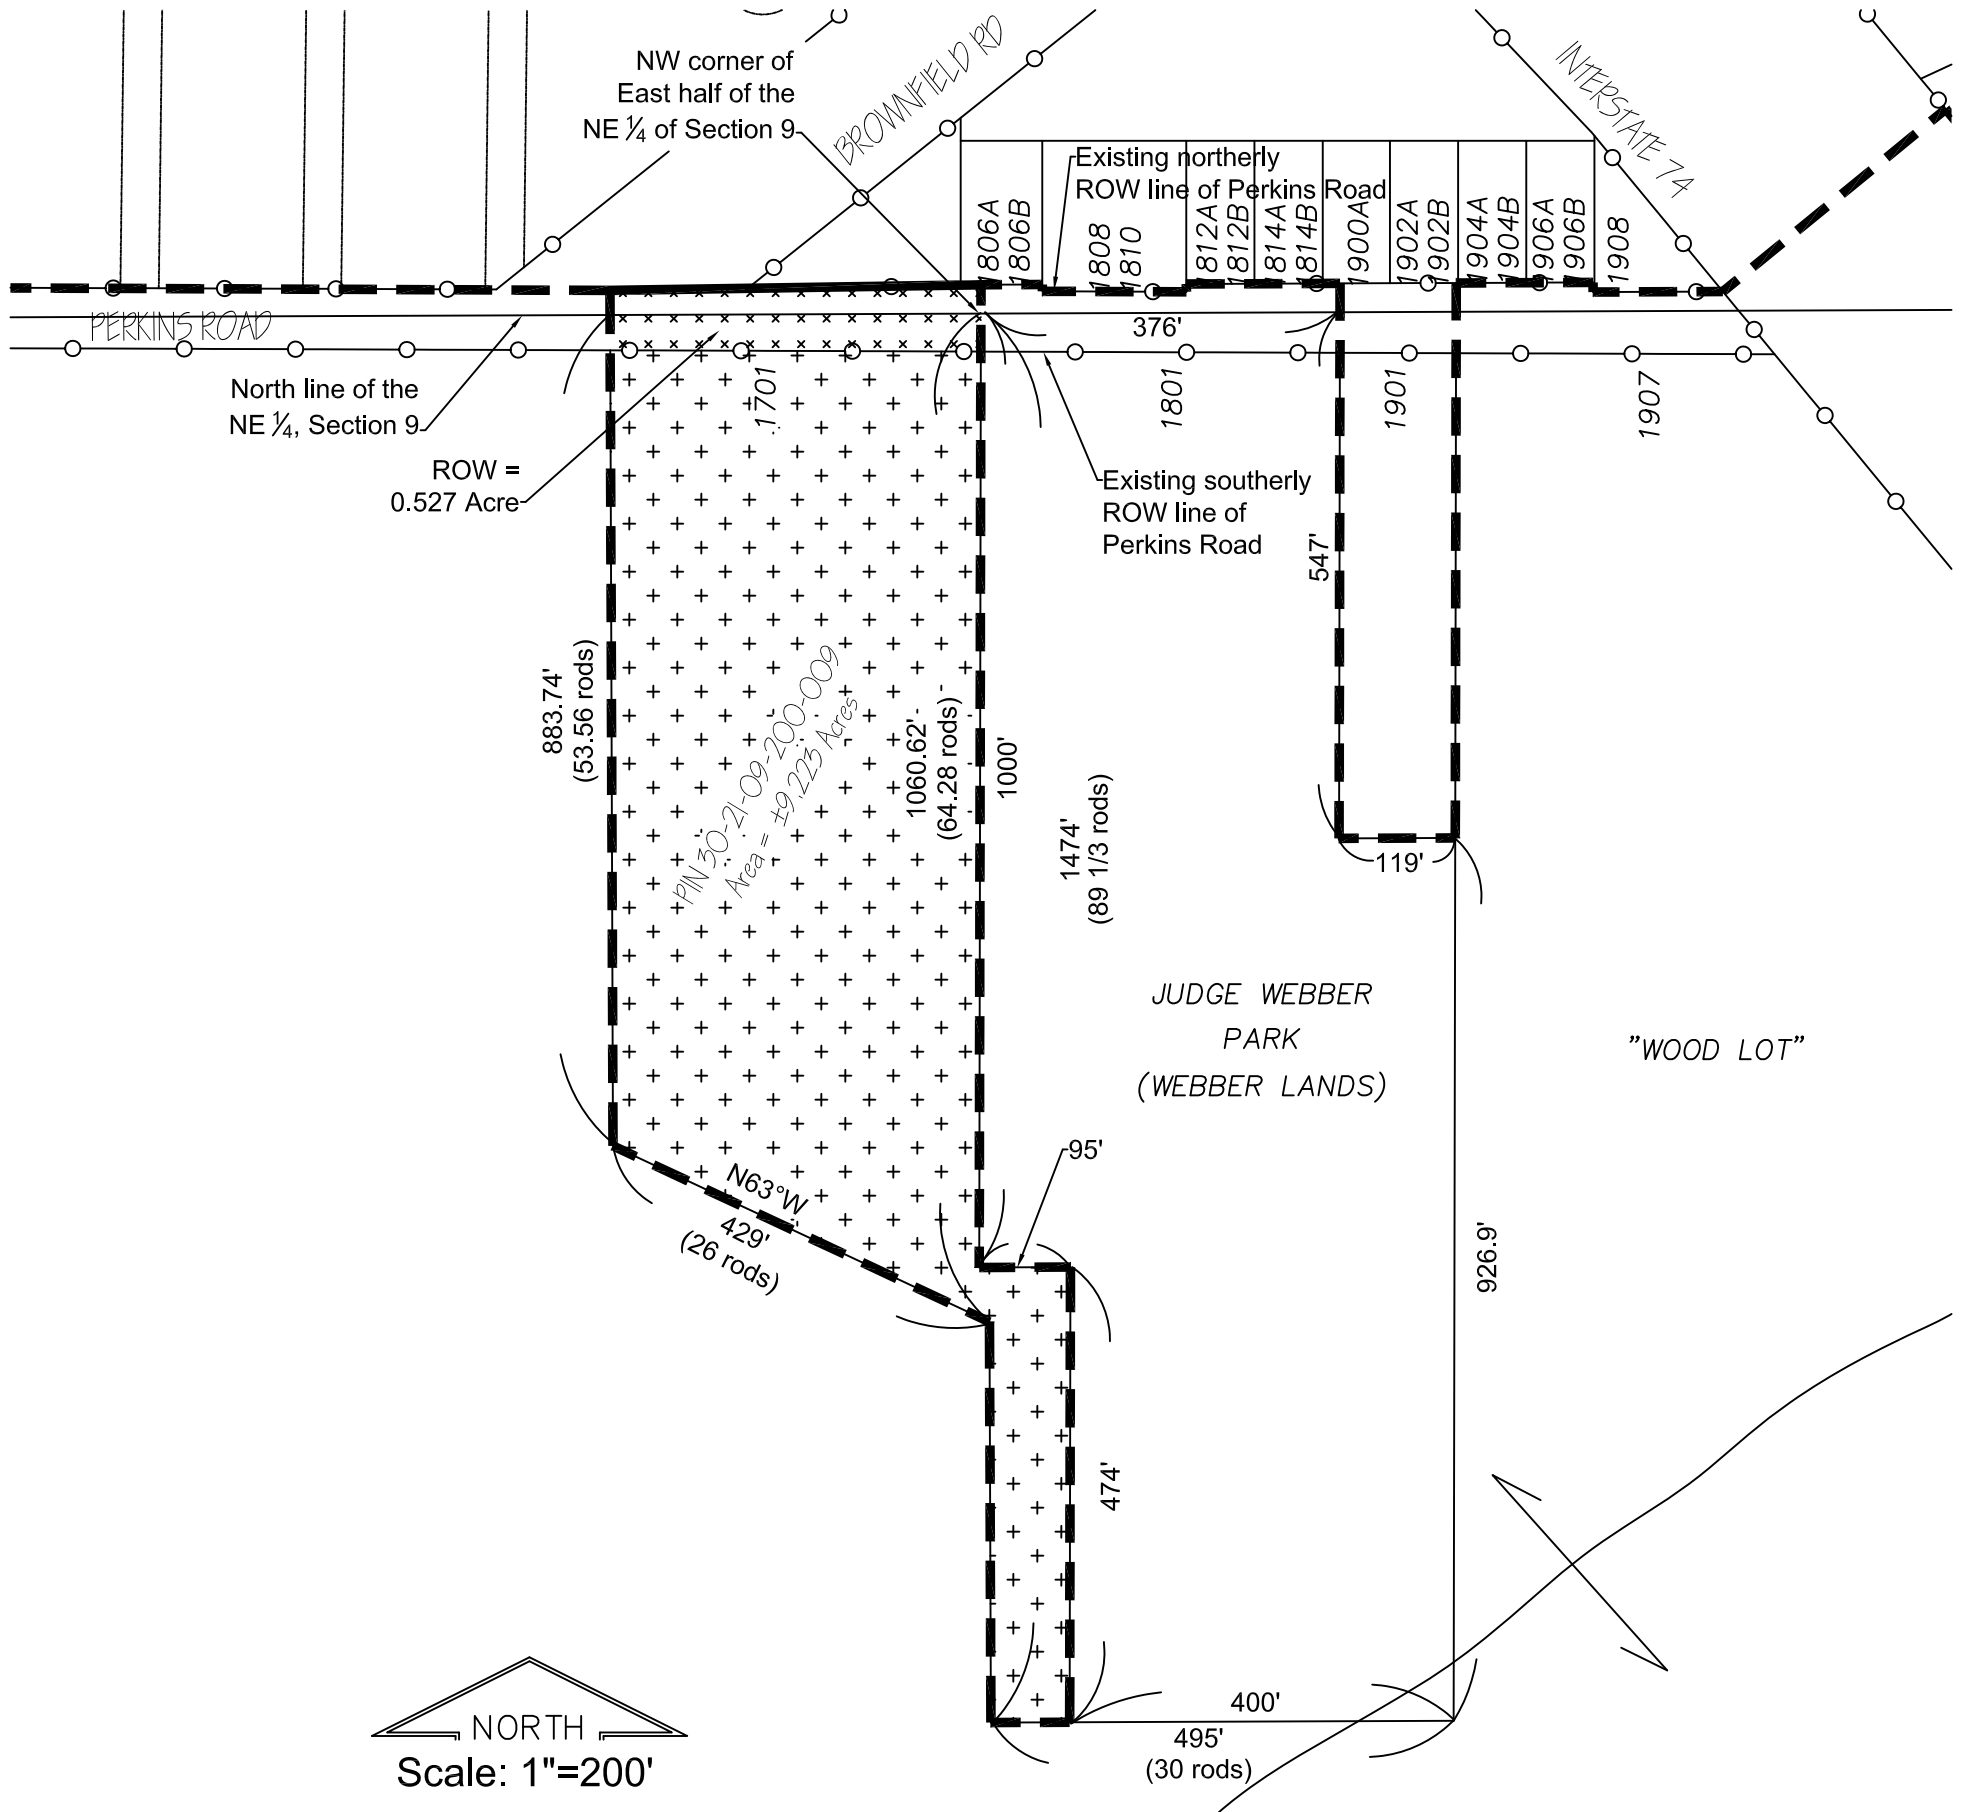 NW corner of
East half of the
NE ¼ of Section 9
BROWNFIELD RD
INTERSTATE 74
Existing northerly
ROW line of Perkins Road
1806A
1806B
1808
1810
1812A
1812B
1814A
1814B
1900A
1902A
1902B
1904A
1904B
1906A
1906B
1908
PERKINS ROAD
376'
North line of the
NE ¼, Section 9
1701
1801
1901
1907
ROW =
0.527 Acre
Existing southerly
ROW line of
Perkins Road
547'
883.74'
(53.56 rods)
PIN 30-21-09-200-009
Area = ±9.223 Acres
1060.62'
(64.28 rods)
1000'
1474'
(89 1/3 rods)
119'
JUDGE WEBBER
PARK
(WEBBER LANDS)
"WOOD LOT"
95'
N63°W
429'
(26 rods)
926.9'
474'
400'
495'
(30 rods)
NORTH
Scale: 1"=200'